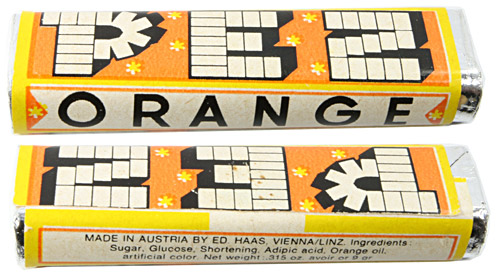 PEZ
ORANGE
PEZ
MADE IN AUSTRIA BY ED. HAAS, VIENNA/LINZ. Ingredients:
Sugar, Glucose, Shortening, Adipic acid, Orange oil,
artificial color. Net weight: .315 oz. avoir. or 9 gr